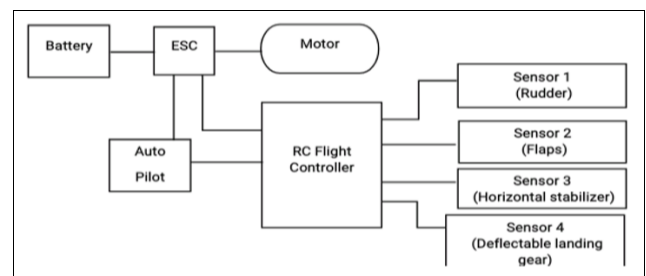 Battery
ESC
Motor
Sensor 1
(Rudder)
Sensor 2
(Flaps)
Auto
Pilot
RC Flight
Controller
Sensor 3
(Horizontal stabilizer)
Sensor 4
(Deflectable landing
gear)